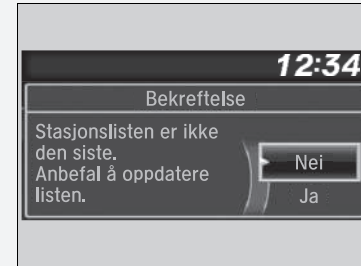 12:34
Bekreftelse
Stasjonslisten er ikke
den siste.
Anbefal å oppdatere
listen.
Nei
Ja